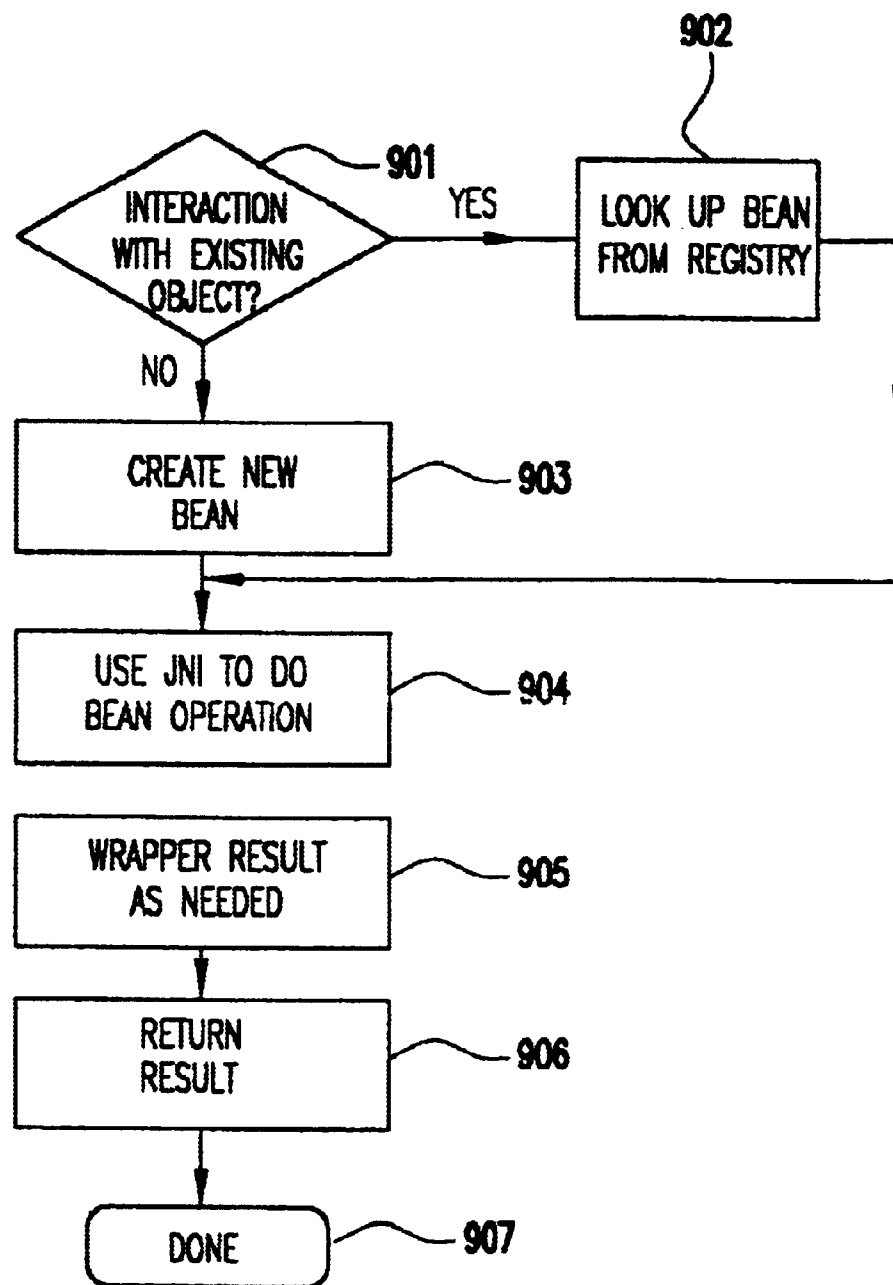 902
901
INTERACTION
WITH EXISTING
OBJECT?
YES
LOOK UP BEAN
FROM REGISTRY
NO
CREATE NEW
BEAN
903
USE JNI TO DO
BEAN OPERATION
904
WRAPPER RESULT
AS NEEDED
905
RETURN
RESULT
906
DONE
907